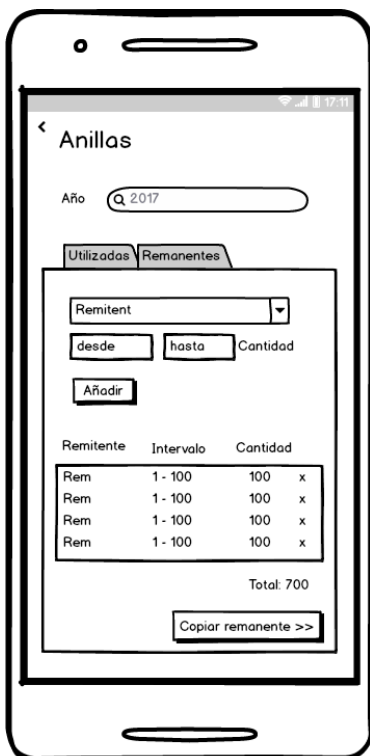 17:11
< Anillas
Año 2017
Utilizadas Remanentes
Remitent
desde hasta Cantidad
Añadir
Remitente Intervalo Cantidad
Rem 1 - 100 100 x
Rem 1 - 100 100 x
Rem 1 - 100 100 x
Rem 1 - 100 100 x
Total: 700
Copiar remanente >>